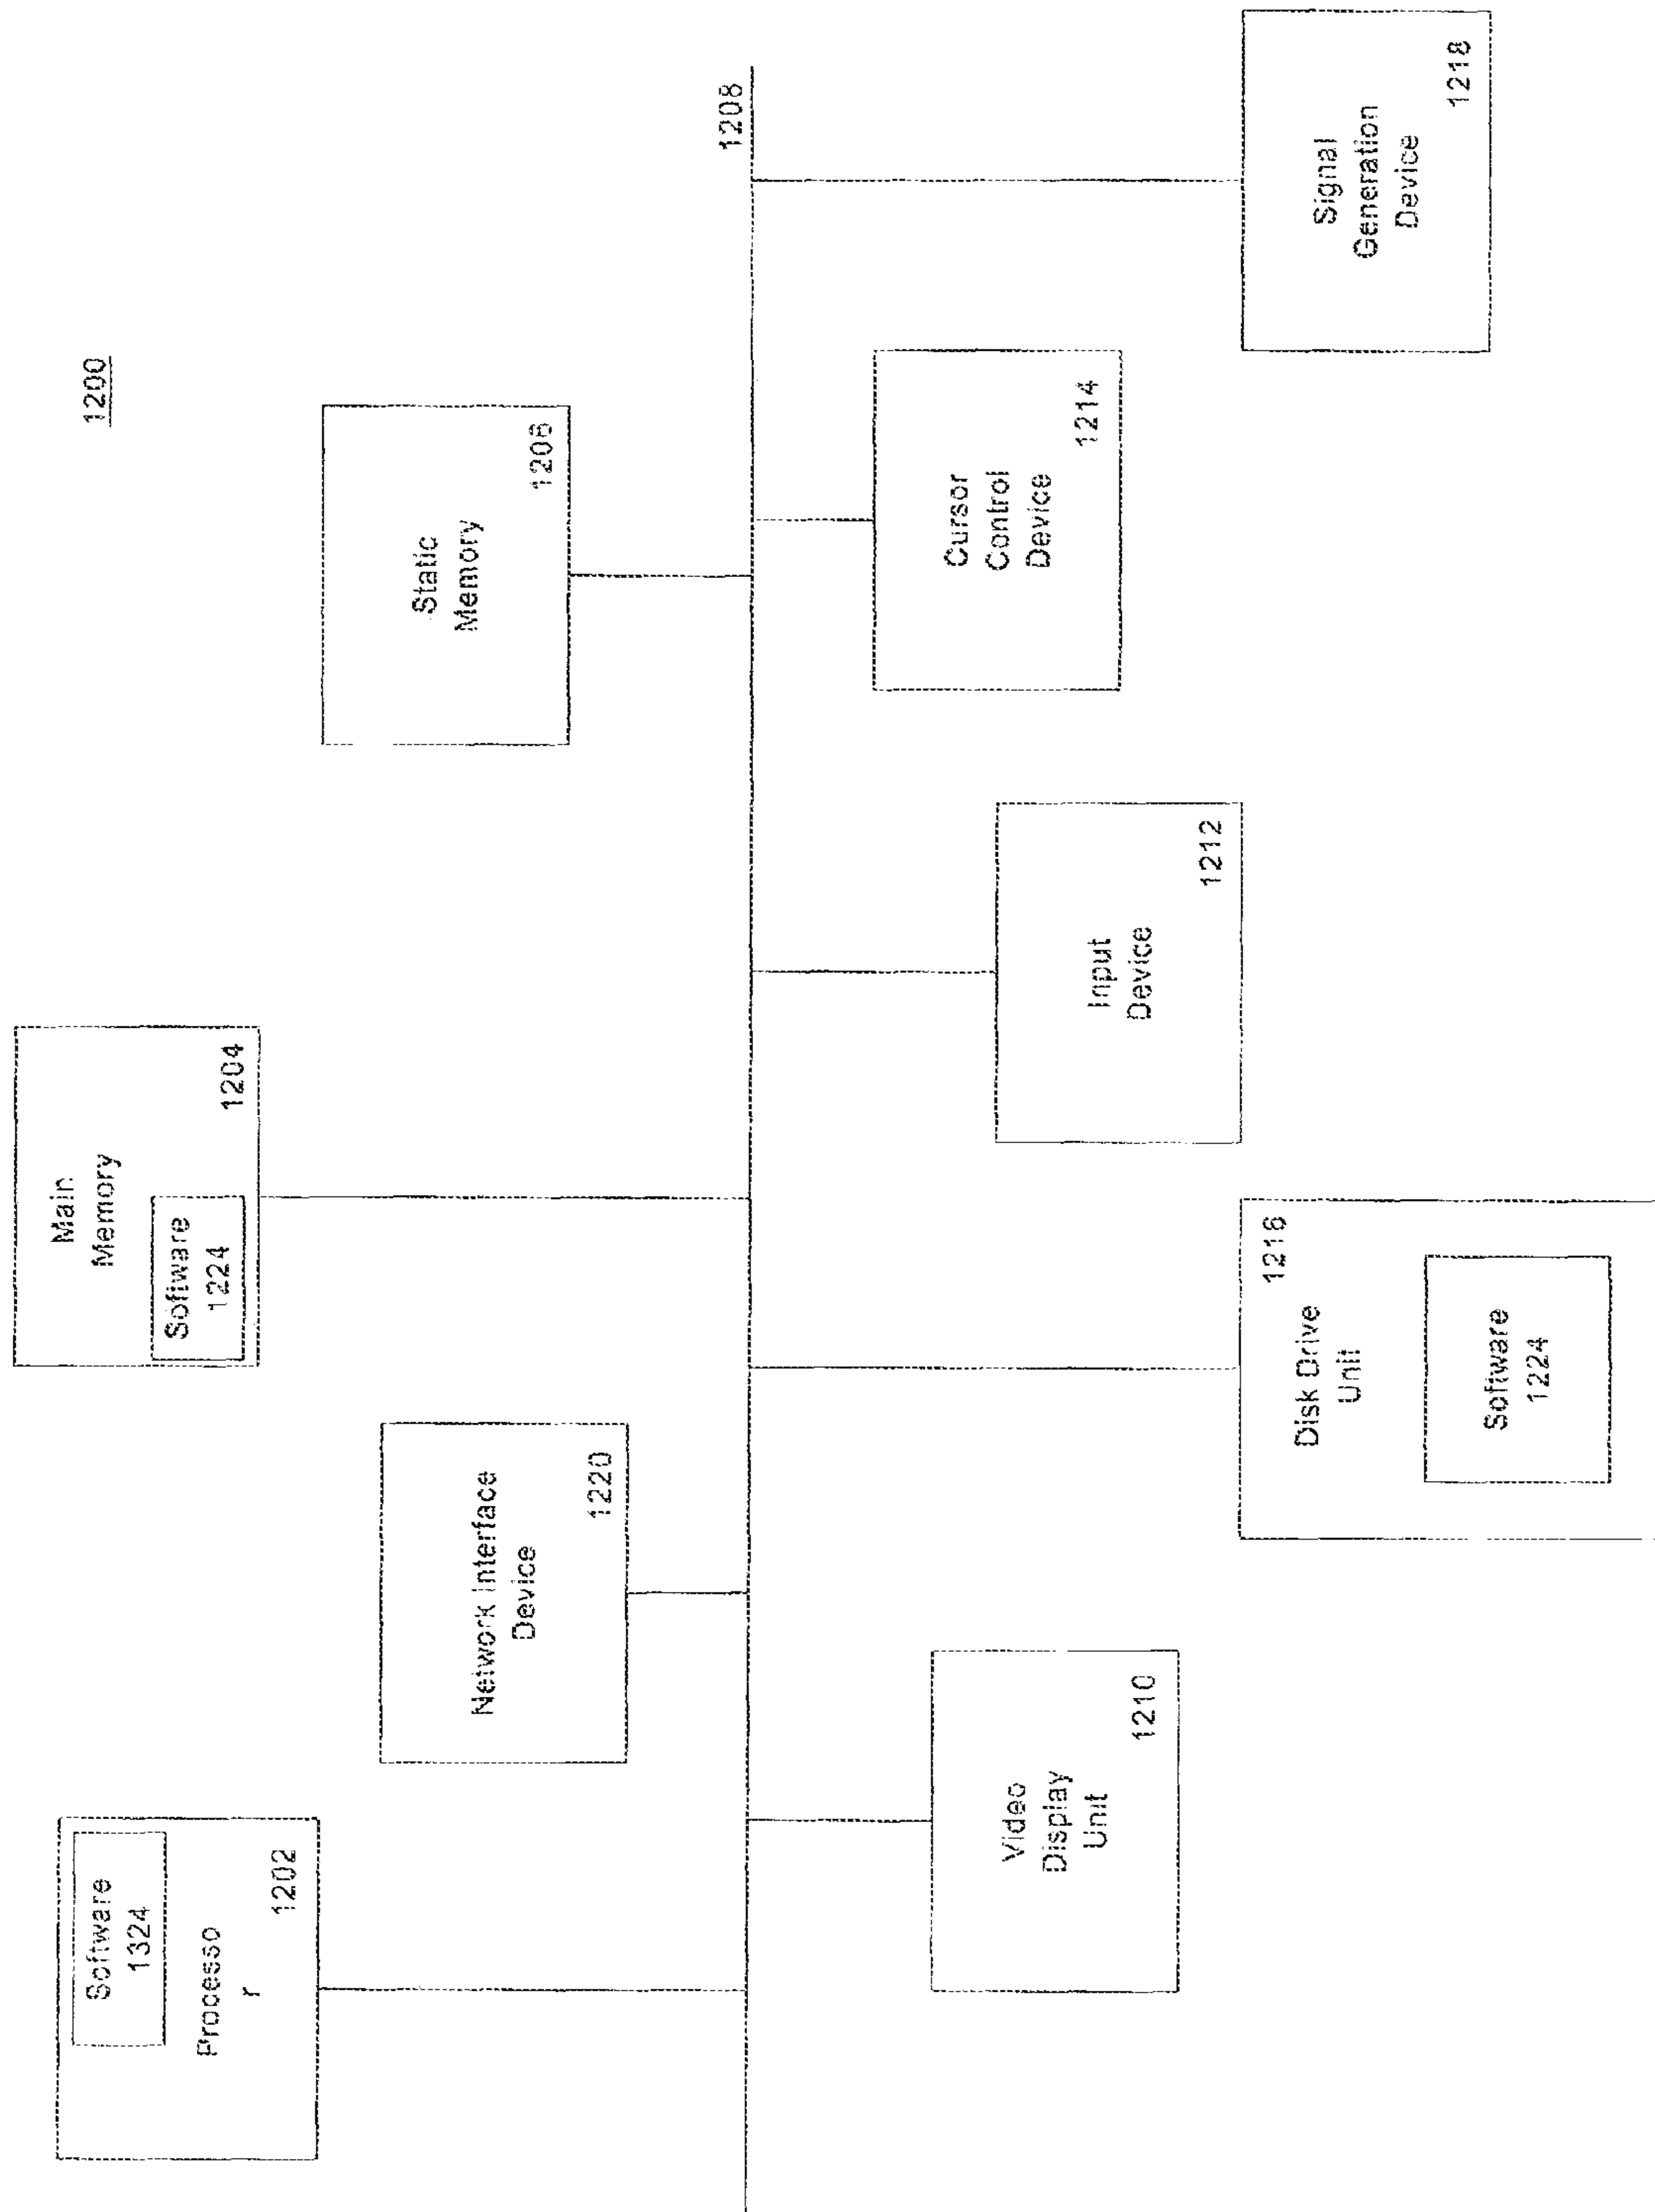 1200
Software
1324
Processo
r
1202
Main
Memory
Software
1224
1204
Network Interface
Device
1220
Static
Memory
1206
1208
Video
Display
Unit
1210
Cursor
Control
Device
1214
Input
Device
1212
1216
Disk Drive
Unit
Software
1224
Signal
Generation
Device
1218